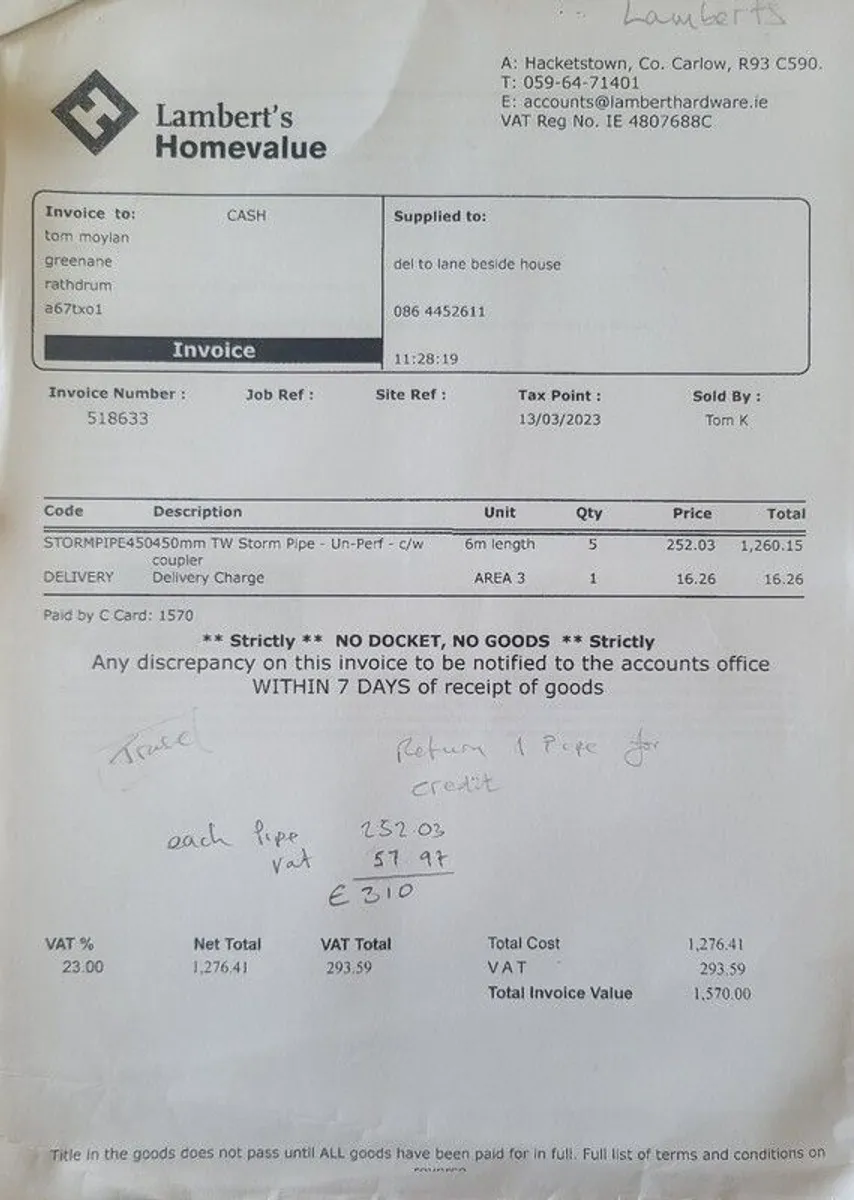 Lamberts
A: Hacketstown, Co. Carlow, R93 C590.
T: 059-64-71401
E: accounts@lamberthardware.ie
VAT Reg No. IE 4807688C
Lambert's
Homevalue
Invoice to: CASH
tom moylan
greenane
rathdrum
a67txo1
Invoice
Supplied to:
del to lane beside house
086 4452611
11:28:19
Invoice Number : Job Ref : Site Ref : Tax Point : Sold By :
518633 13/03/2023 Tom K
Code Description Unit Qty Price Total
STORMPIPE450450mm TW Storm Pipe - Un-Perf - c/w 6m length 5 252.03 1,260.15
coupler
DELIVERY Delivery Charge AREA 3 1 16.26 16.26
Paid by C Card: 1570
** Strictly ** NO DOCKET, NO GOODS ** Strictly
Any discrepancy on this invoice to be notified to the accounts office
WITHIN 7 DAYS of receipt of goods
Return 1 Pipe for
credit
each Pipe 252.03
vat 57.97
€ 310
VAT % Net Total VAT Total Total Cost 1,276.41
23.00 1,276.41 293.59 VAT 293.59
Total Invoice Value 1,570.00
Title in the goods does not pass until ALL goods have been paid for in full. Full list of terms and conditions on